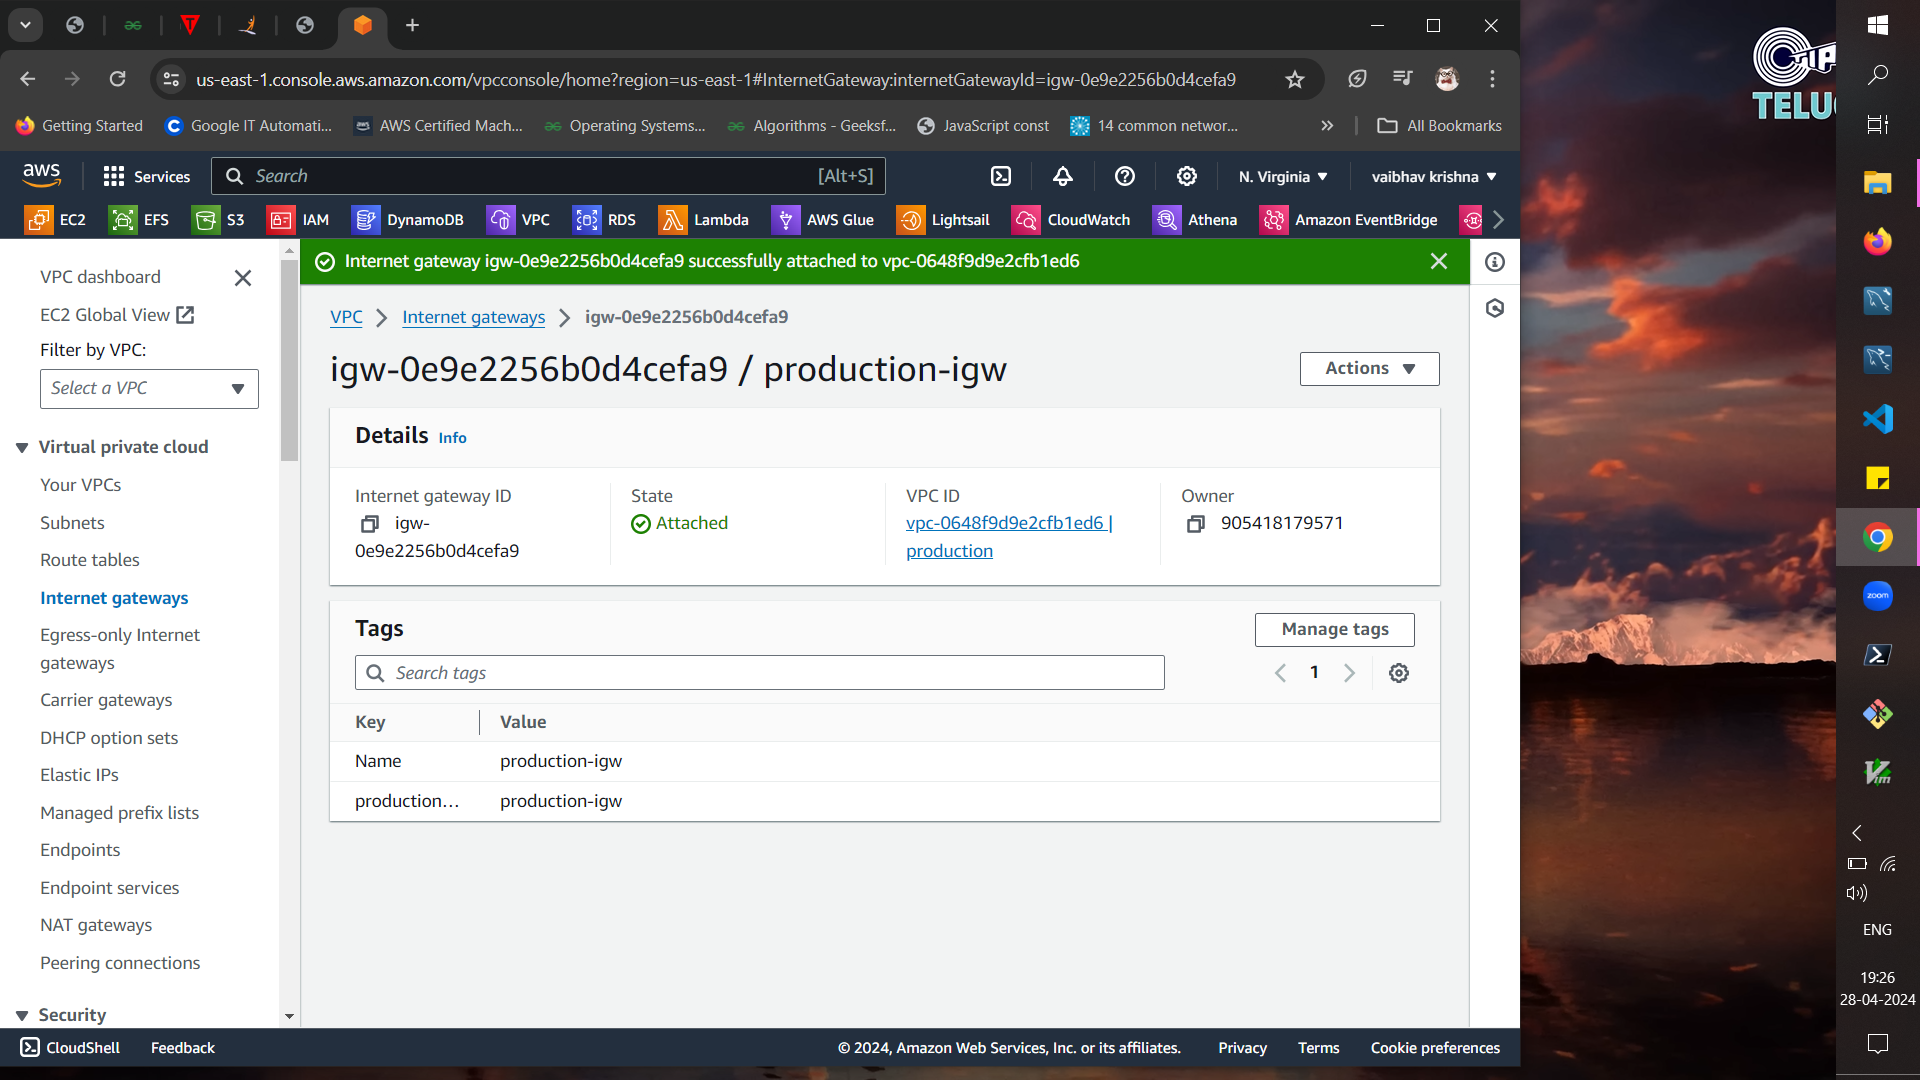 us-east-1.console.aws.amazon.com/vpcconsole/home?region=us-east-1#InternetGateway:internetGatewayId=igw-0e9e2256b0d4cefa9
Getting Started
Google IT Automati...
AWS Certified Mach...
Operating Systems...
Algorithms - Geeksf...
JavaScript const
14 common networ...
All Bookmarks
aws
Services
Search
[Alt+S]
N. Virginia
vaibhav krishna
EC2
EFS
S3
IAM
DynamoDB
VPC
RDS
Lambda
AWS Glue
Lightsail
CloudWatch
Athena
Amazon EventBridge
VPC dashboard
EC2 Global View
Filter by VPC:
Select a VPC
Virtual private cloud
Your VPCs
Subnets
Route tables
Internet gateways
Egress-only Internet
gateways
Carrier gateways
DHCP option sets
Elastic IPs
Managed prefix lists
Endpoints
Endpoint services
NAT gateways
Peering connections
Security
Internet gateway igw-0e9e2256b0d4cefa9 successfully attached to vpc-0648f9d9e2cfb1ed6
VPC
Internet gateways
igw-0e9e2256b0d4cefa9
igw-0e9e2256b0d4cefa9 / production-igw
Actions
Details Info
Internet gateway ID
igw-
0e9e2256b0d4cefa9
State
Attached
VPC ID
vpc-0648f9d9e2cfb1ed6 |
production
Owner
905418179571
Tags
Manage tags
Search tags
1
Key
Value
Name
production-igw
production...
production-igw
CloudShell
Feedback
© 2024, Amazon Web Services, Inc. or its affiliates.
Privacy
Terms
Cookie preferences
zoom
Vim
ENG
19:26
28-04-2024